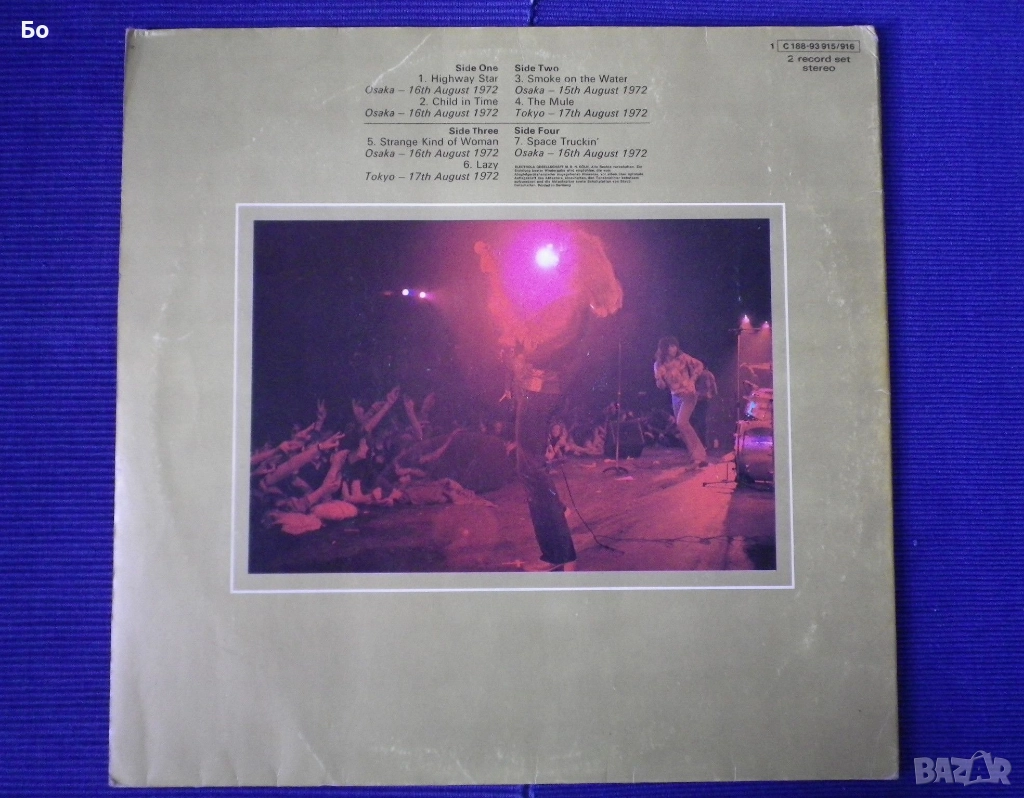 Бо
1 C 188-93 915/916
2 record set
stereo
Side One
1. Highway Star
Osaka – 16th August 1972
2. Child in Time
Osaka – 16th August 1972
Side Two
3. Smoke on the Water
Osaka – 15th August 1972
4. The Mule
Tokyo – 17th August 1972
Side Three
5. Strange Kind of Woman
Osaka – 16th August 1972
6. Lazy
Tokyo – 17th August 1972
Side Four
7. Space Truckin'
Osaka – 16th August 1972
BAZAR